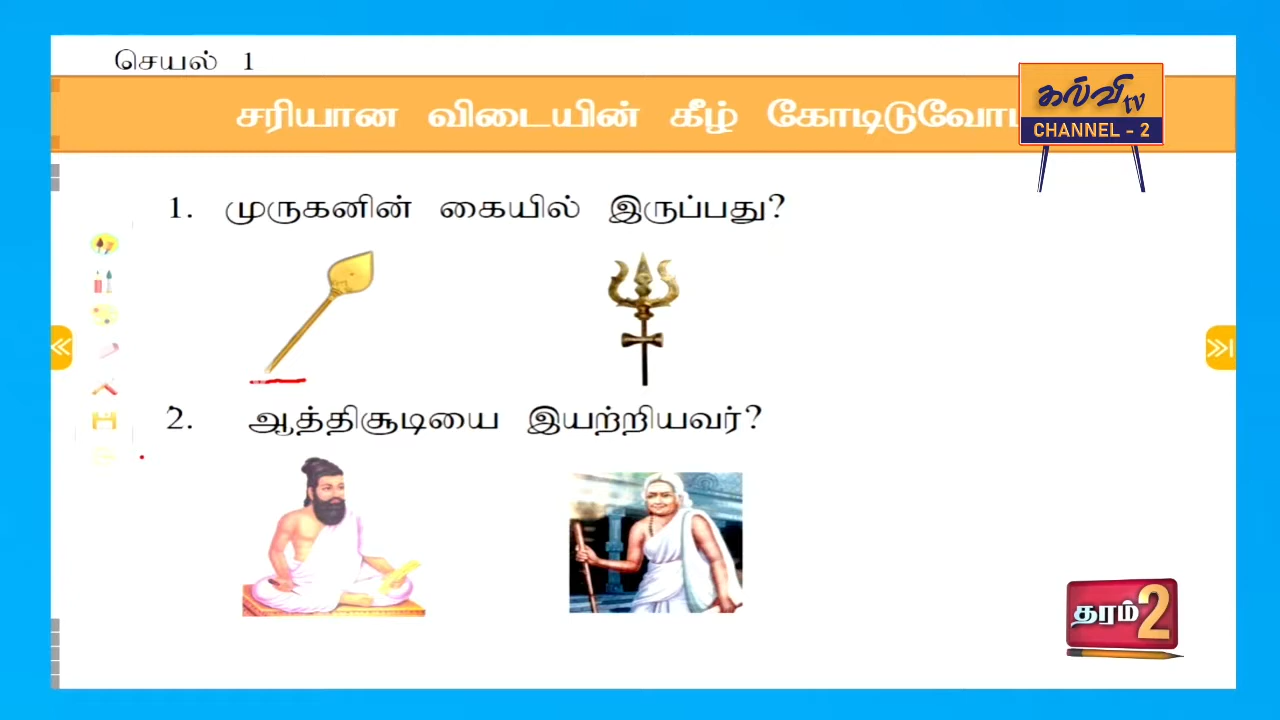 செயல் 1
சரியான விடையின் கீழ் கோடிடுவோம்
கல்வி tv
CHANNEL - 2
1. முருகனின் கையில் இருப்பது?
2. ஆத்திசூடியை இயற்றியவர்?
தரம் 2